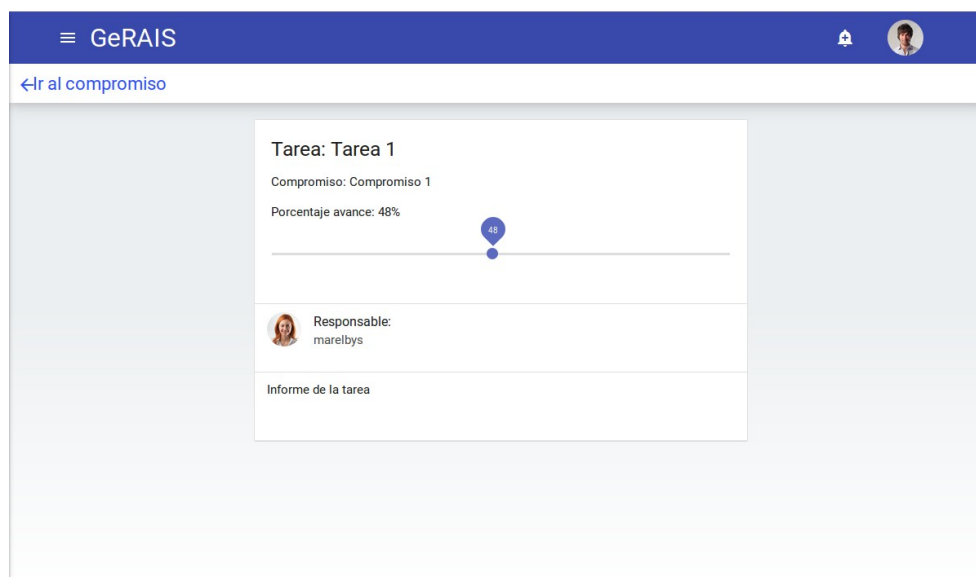 GeRAIS
Ir al compromiso
Tarea: Tarea 1
Compromiso: Compromiso 1
Porcentaje avance: 48%
48
Responsable:
marelbys
Informe de la tarea